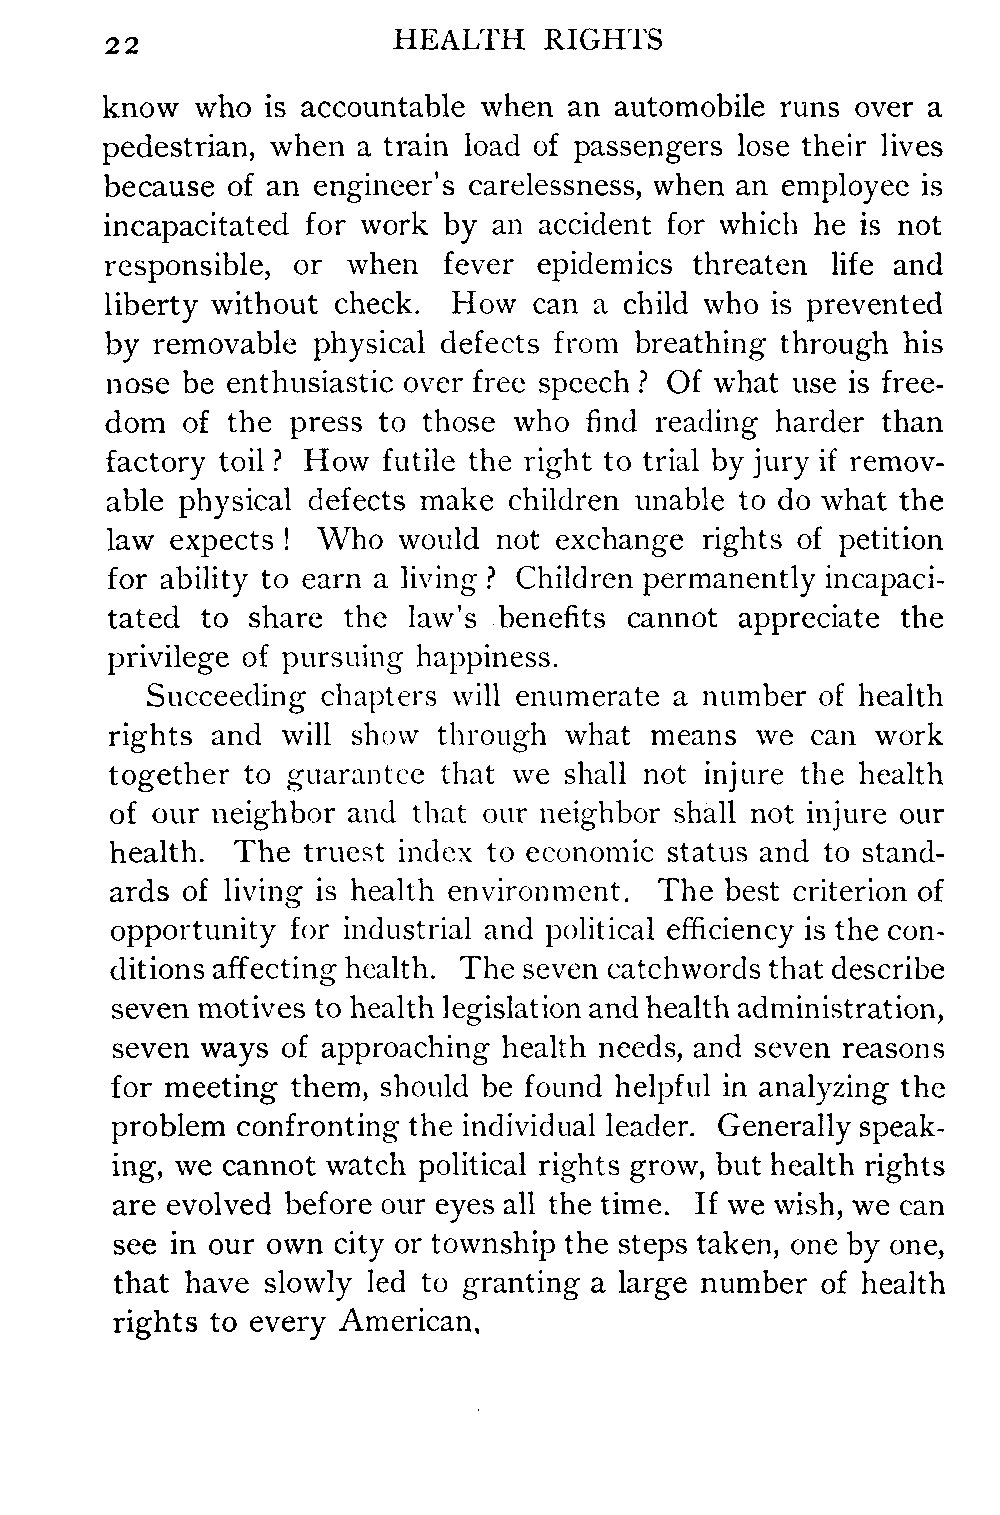 22 HEALTH RIGHTS
know who is accountable when an automobile runs over a
pedestrian, when a train load of passengers lose their lives
because of an engineer's carelessness, when an employee is
incapacitated for work by an accident for which he is not
responsible, or when fever epidemics threaten life and
liberty without check. How can a child who is prevented
by removable physical defects from breathing through his
nose be enthusiastic over free speech ? Of what use is free-
dom of the press to those who find reading harder than
factory toil ? How futile the right to trial by jury if remov-
able physical defects make children unable to do what the
law expects ! Who would not exchange rights of petition
for ability to earn a living ? Children permanently incapaci-
tated to share the law's benefits cannot appreciate the
privilege of pursuing happiness.
Succeeding chapters will enumerate a number of health
rights and will show through what means we can work
together to guarantee that we shall not injure the health
of our neighbor and that our neighbor shall not injure our
health. The truest index to economic status and to stand-
ards of living is health environment. The best criterion of
opportunity for industrial and political efficiency is the con-
ditions affecting health. The seven catchwords that describe
seven motives to health legislation and health administration,
seven ways of approaching health needs, and seven reasons
for meeting them, should be found helpful in analyzing the
problem confronting the individual leader. Generally speak-
ing, we cannot watch political rights grow, but health rights
are evolved before our eyes all the time. If we wish, we can
see in our own city or township the steps taken, one by one,
that have slowly led to granting a large number of health
rights to every American.